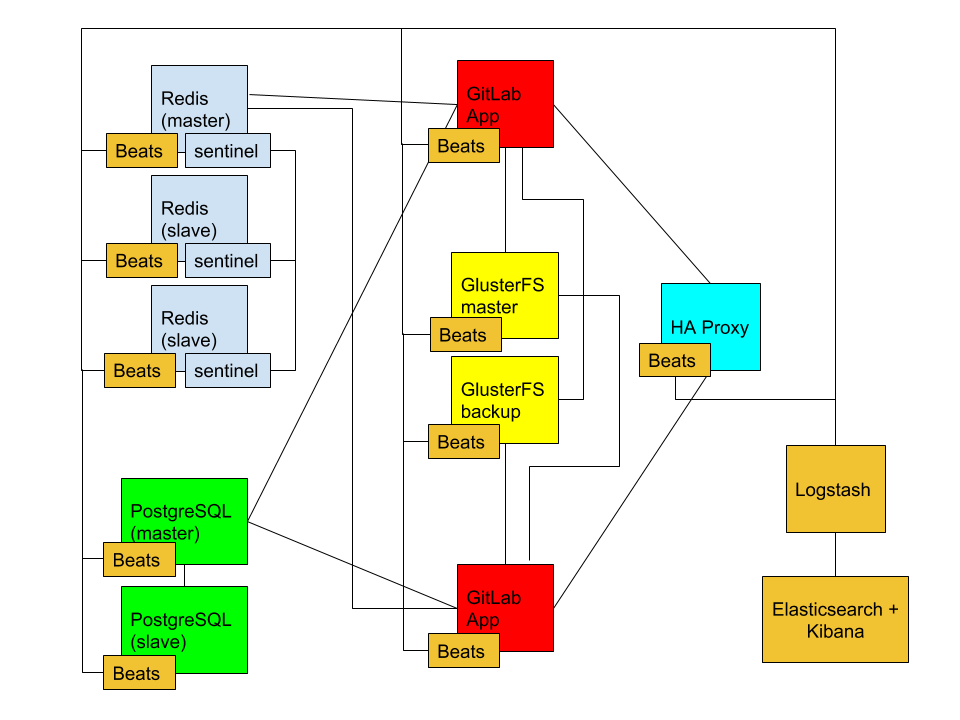 Redis
(master)
Beats
sentinel
Redis
(slave)
Beats
sentinel
Redis
(slave)
Beats
sentinel
PostgreSQL
(master)
Beats
PostgreSQL
(slave)
Beats
GitLab
App
Beats
GlusterFS
master
Beats
GlusterFS
backup
Beats
GitLab
App
Beats
HA Proxy
Beats
Logstash
Elasticsearch +
Kibana